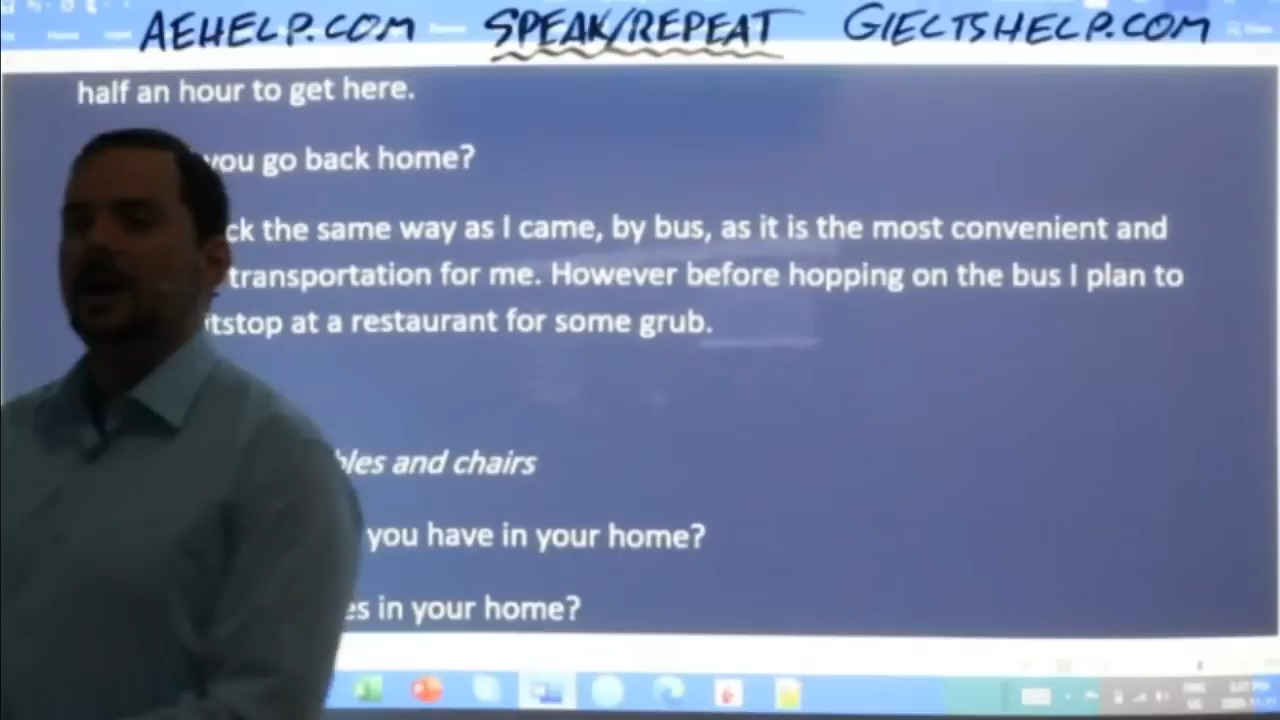 AEHELP.COM SPEAK/REPEAT GIELTSHELP.COM
half an hour to get here.
you go back home?
ck the same way as I came, by bus, as it is the most convenient and
transportation for me. However before hopping on the bus I plan to
itstop at a restaurant for some grub.
bles and chairs
you have in your home?
es in your home?